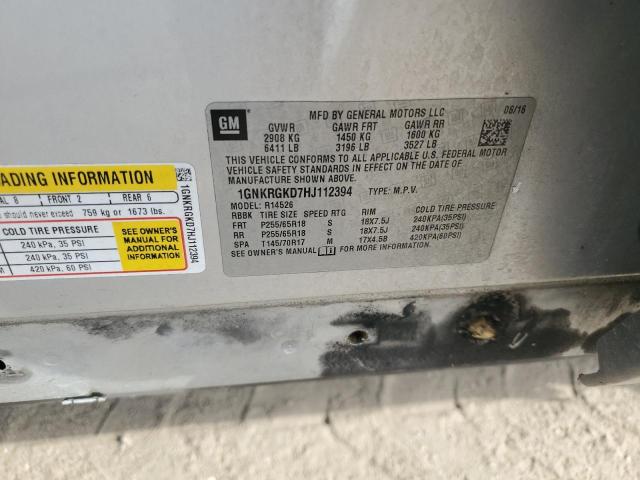 GM
MFD BY GENERAL MOTORS LLC 06/16
GVWR GAWR FRT GAWR RR
2908 KG 1450 KG 1600 KG
6411 LB 3196 LB 3527 LB
THIS VEHICLE CONFORMS TO ALL APPLICABLE U.S. FEDERAL MOTOR
VEHICLE SAFETY STANDARDS IN EFFECT ON THE DATE OF
MANUFACTURE SHOWN ABOVE.
1GNKRGKD7HJ112394 TYPE: M.P.V.
MODEL: R14526
RBBK TIRE SIZE SPEED RTG RIM COLD TIRE PRESSURE
FRT P255/65R18 S 18X7.5J 240KPA(35PSI)
RR P255/65R18 S 18X7.5J 240KPA(35PSI)
SPA T145/70R17 17X4.5B 420KPA(60PSI)
SEE OWNER'S MANUAL
ADING INFORMATION
AL 8 FRONT 2 REAR 6
should never exceed 759 kg or 1673 lbs.
COLD TIRE PRESSURE
240 kPa, 35 PSI
240 kPa, 35 PSI
420 kPa, 60 PSI
SEE OWNER'S
MANUAL FOR
ADDITIONAL
INFORMATION
1GNKRGKD7HJ112394